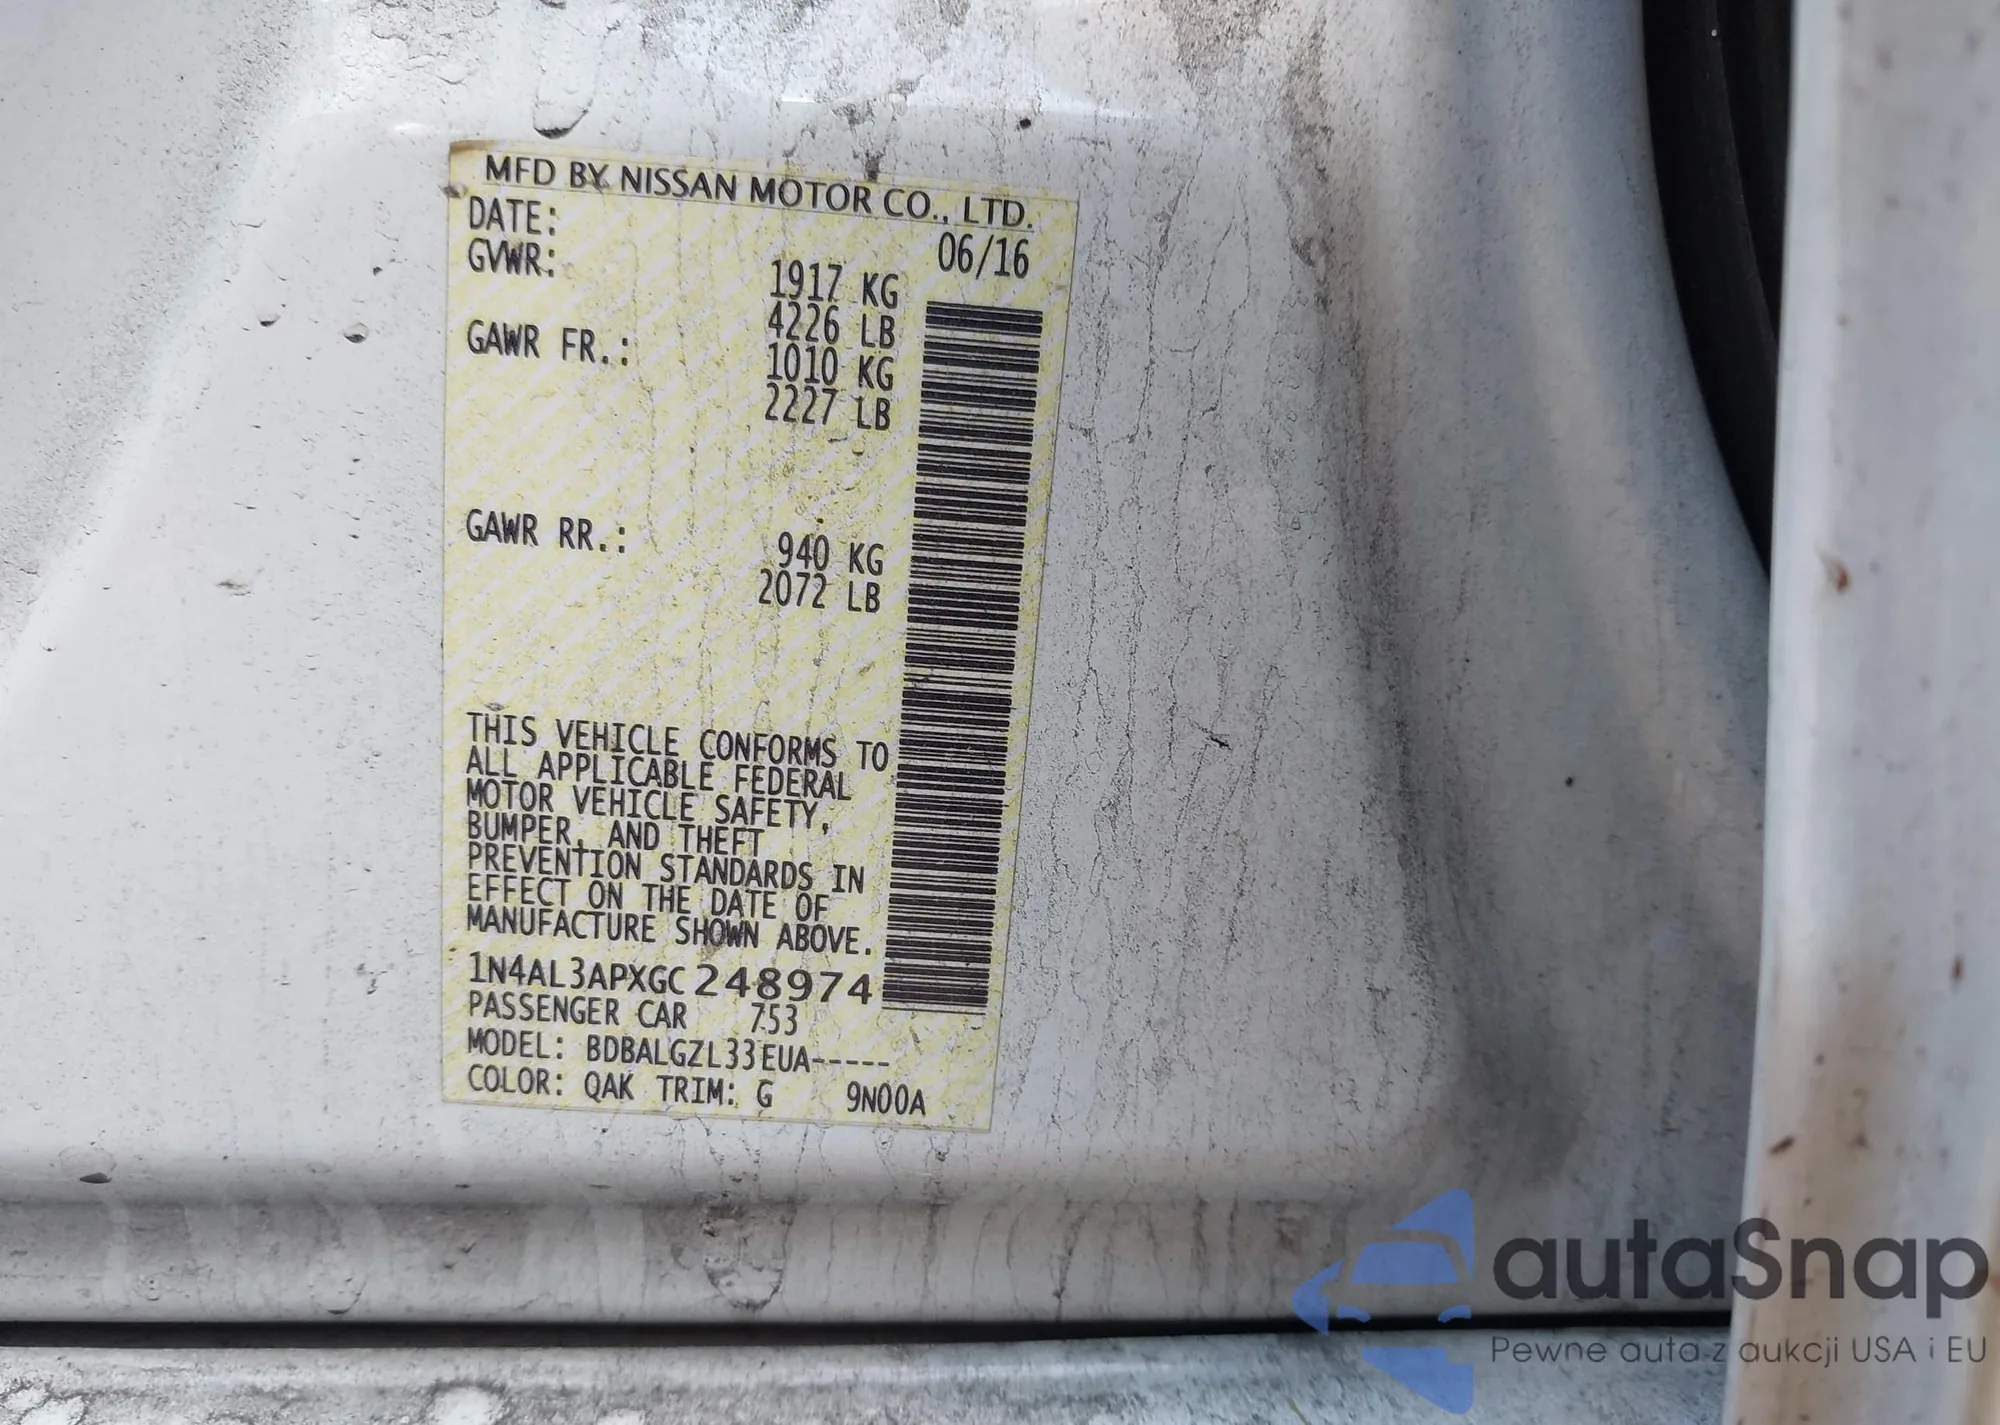 MFD BY NISSAN MOTOR CO., LTD.
DATE: 06/16
GVWR: 1917 KG
4226 LB
GAWR FR.: 1010 KG
2227 LB
GAWR RR.: 940 KG
2072 LB
THIS VEHICLE CONFORMS TO
ALL APPLICABLE FEDERAL
MOTOR VEHICLE SAFETY,
BUMPER, AND THEFT
PREVENTION STANDARDS IN
EFFECT ON THE DATE OF
MANUFACTURE SHOWN ABOVE.
1N4AL3APXGC248974
PASSENGER CAR 753
MODEL: BDBALGZL33EUA-----
COLOR: QAK TRIM: G 9N00A
autaSnap
Pewne auta z aukcji USA i EU